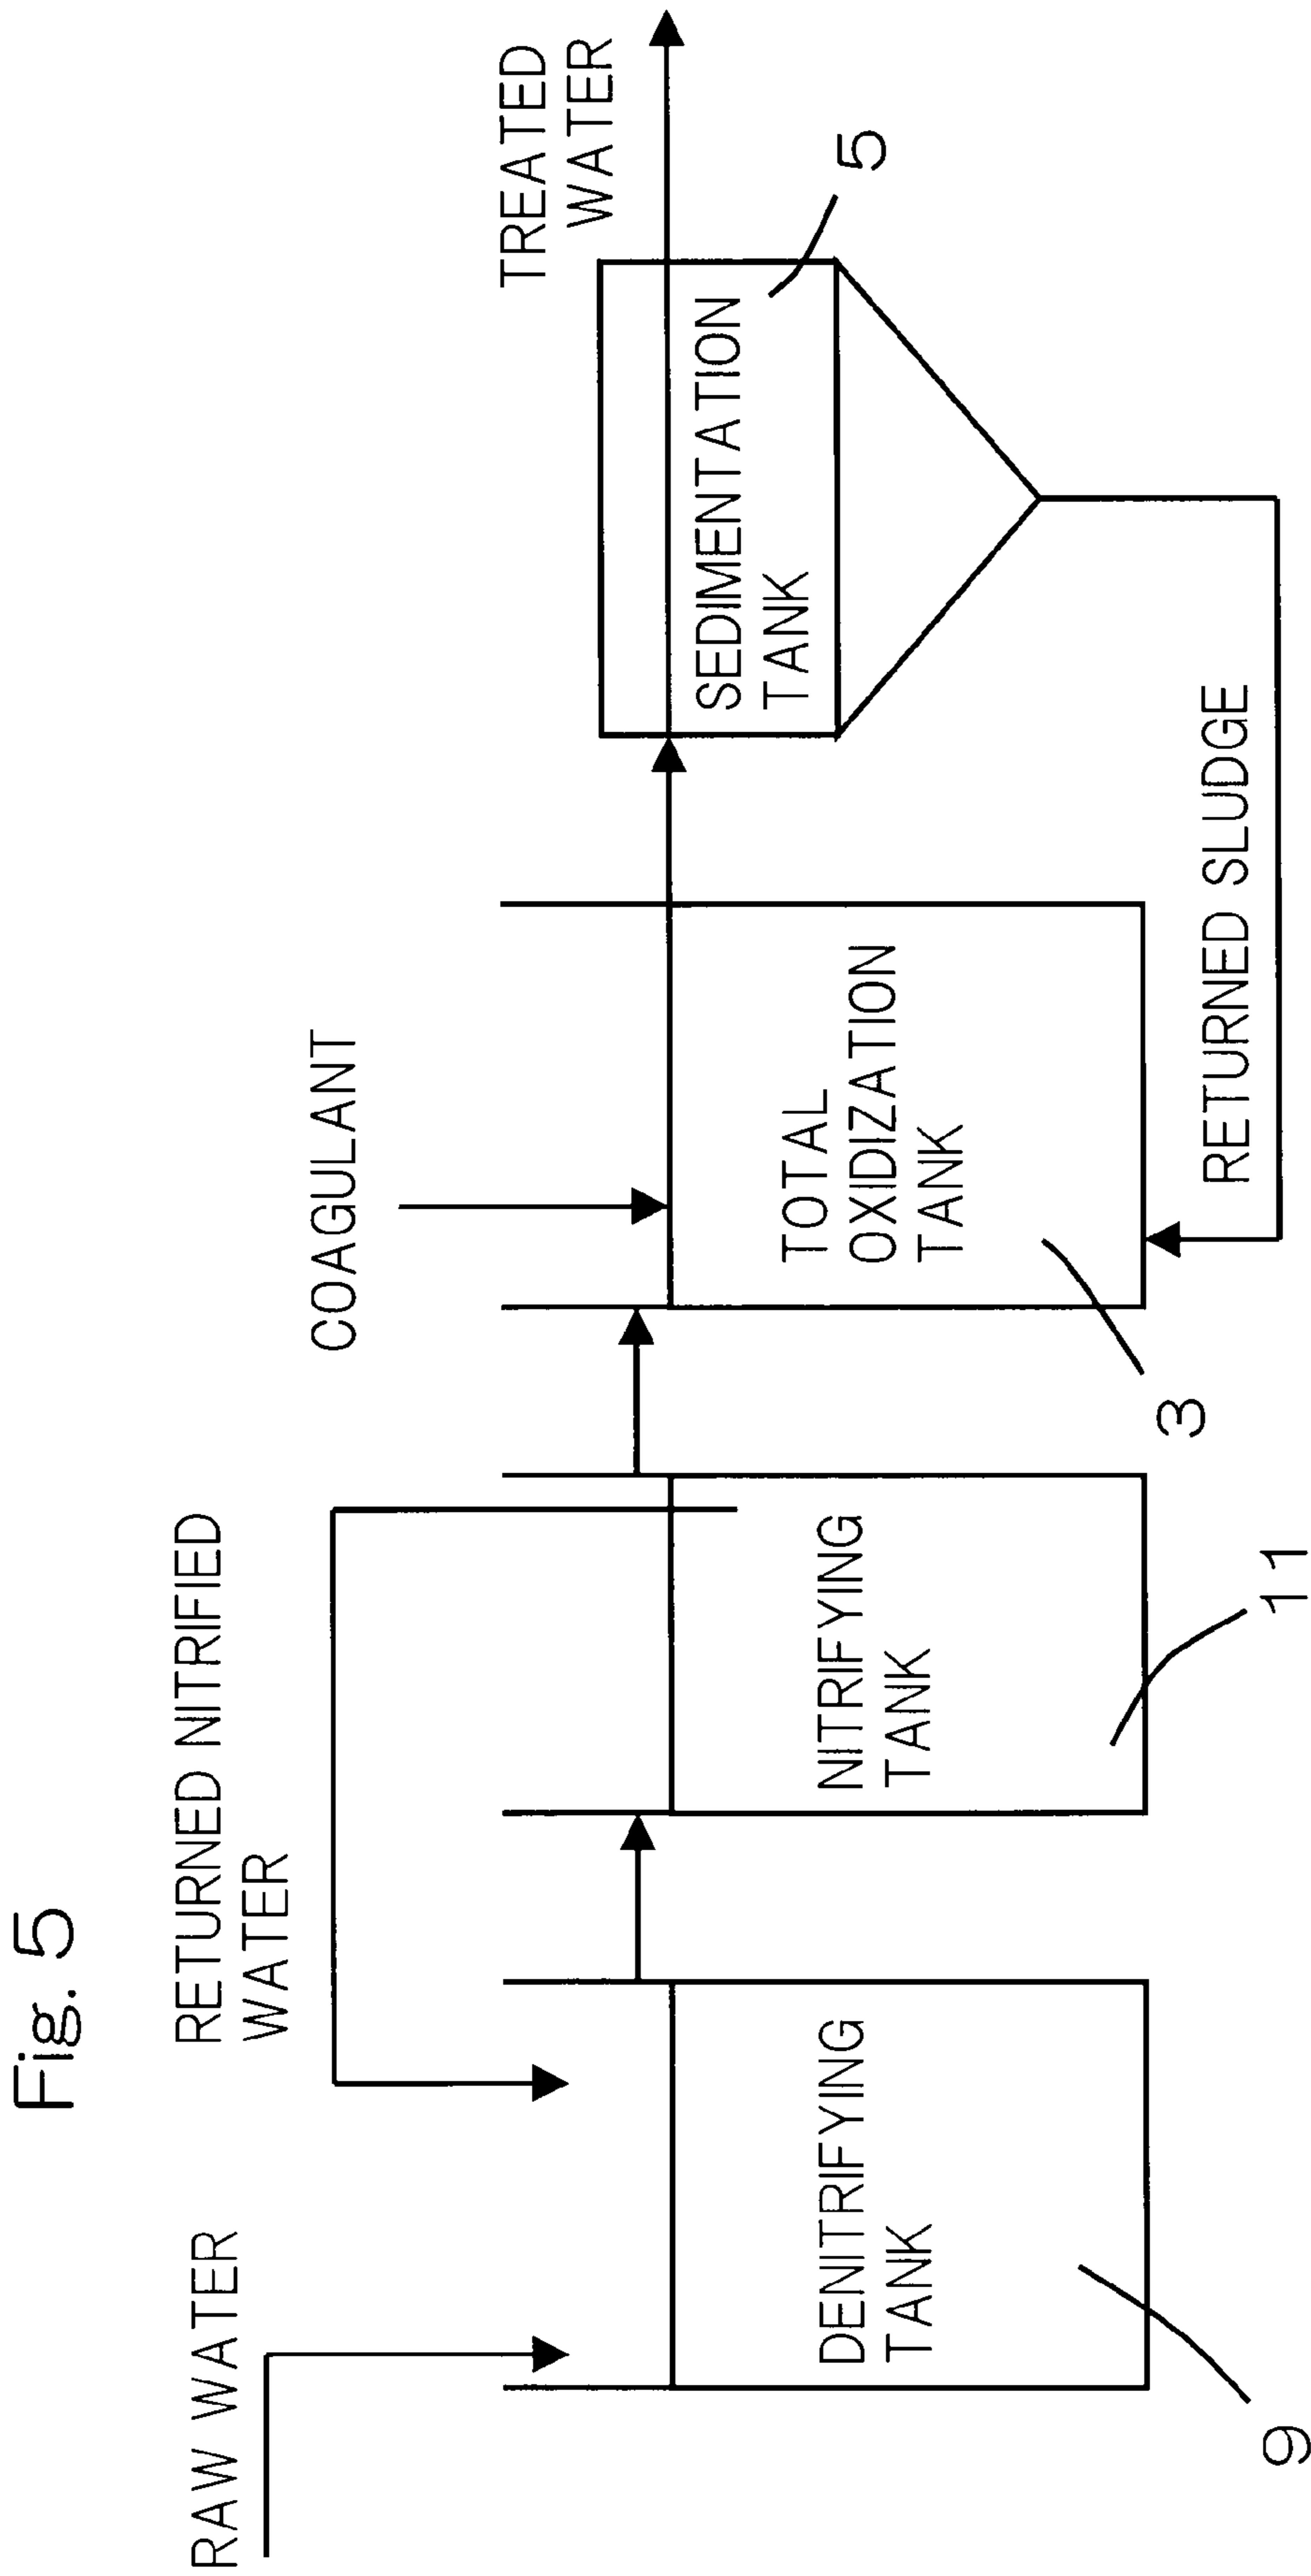 Fig. 5
RAW WATER
RETURNED NITRIFIED
WATER
COAGULANT
TREATED
WATER
DENITRIFYING
TANK
NITRIFYING
TANK
TOTAL
OXIDIZATION
TANK
SEDIMENTATION
TANK
5
RETURNED SLUDGE
9
11
3